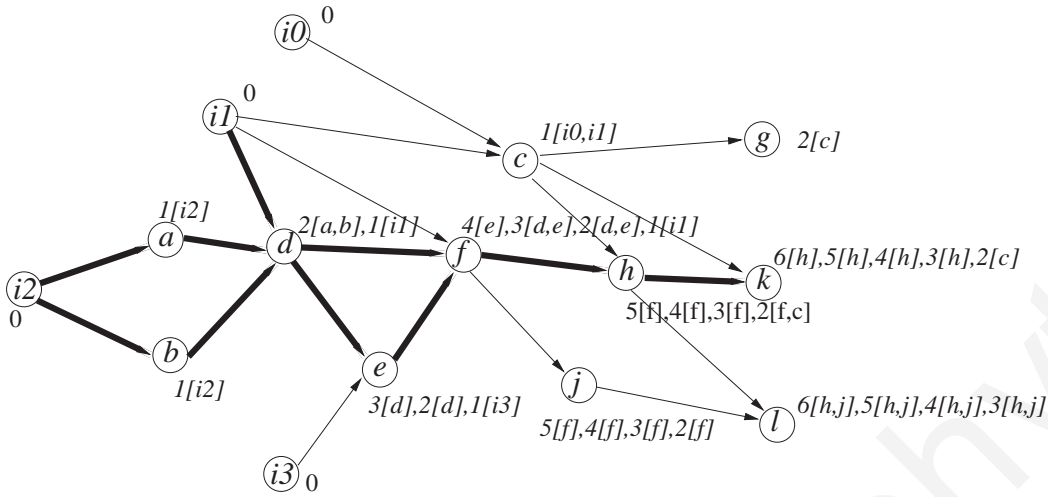 i0 0
i1 0
c 1[i0,i1]
g 2[c]
a 1[i2]
d 2[a,b],1[i1]
f 4[e],3[d,e],2[d,e],1[i1]
h 5[f],4[f],3[f],2[f,c]
k 6[h],5[h],4[h],3[h],2[c]
i2 0
b 1[i2]
e 3[d],2[d],1[i3]
j 5[f],4[f],3[f],2[f]
l 6[h,j],5[h,j],4[h,j],3[h,j]
i3 0